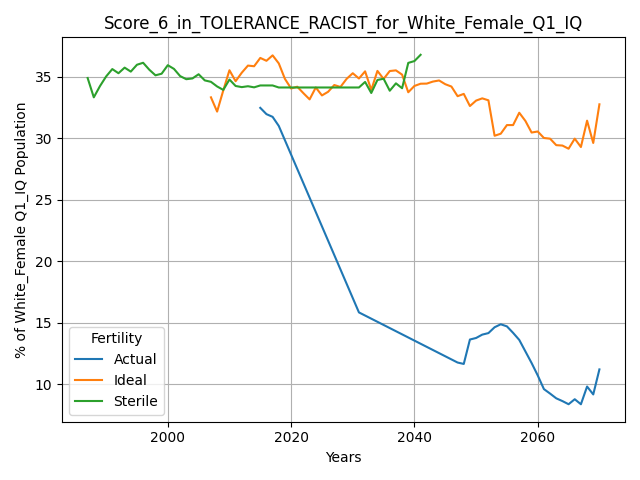 Score_6_in_TOLERANCE_RACIST_for_White_Female_Q1_IQ
% of White_Female Q1_IQ Population
35
30
25
20
15
10
Fertility
Actual
Ideal
Sterile
2000
2020
2040
2060
Years